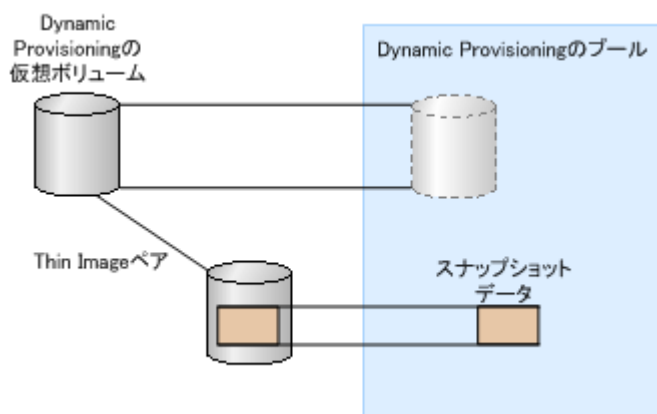 Dynamic
Provisioningの
仮想ボリューム
Dynamic Provisioningのプール
Thin Imageペア
スナップショット
データ